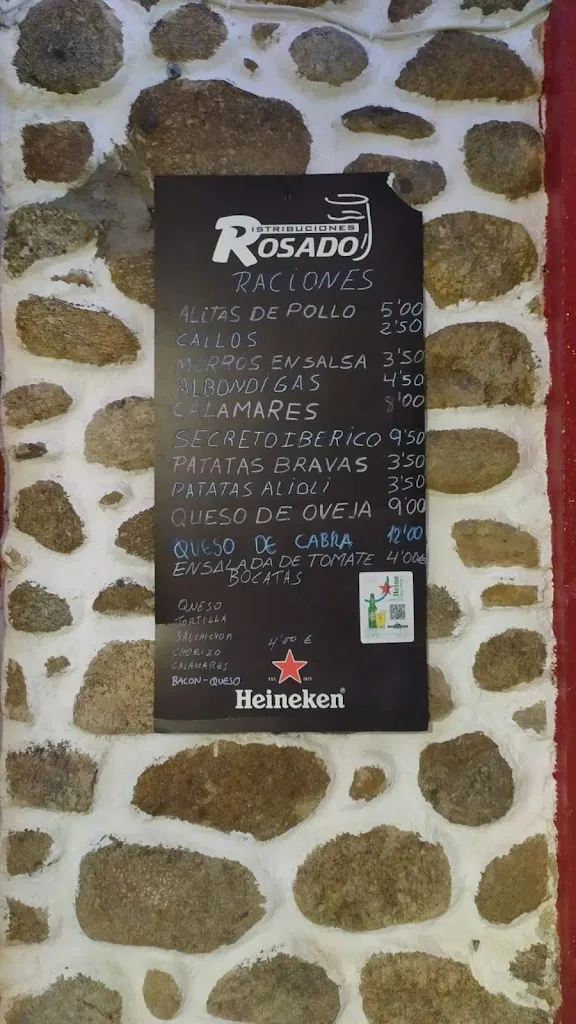 DISTRIBUCIONES
ROSADO
RACIONES
ALITAS DE POLLO 5'00
CALLOS 2'50
MORROS EN SALSA 3'50
ALBONDIGAS 4'50
CALAMARES 8'00
SECRETO IBERICO 9'50
PATATAS BRAVAS 3'50
PATATAS ALIOLI 3'50
QUESO DE OVEJA 9'00
QUESO DE CABRA 12'00
ENSALADA DE TOMATE 4'00€
BOCATAS
QUESO
TORTILLA
SALCHICHON
CHORIZO 4'00 €
CALAMARES
BACON-QUESO
Heineken